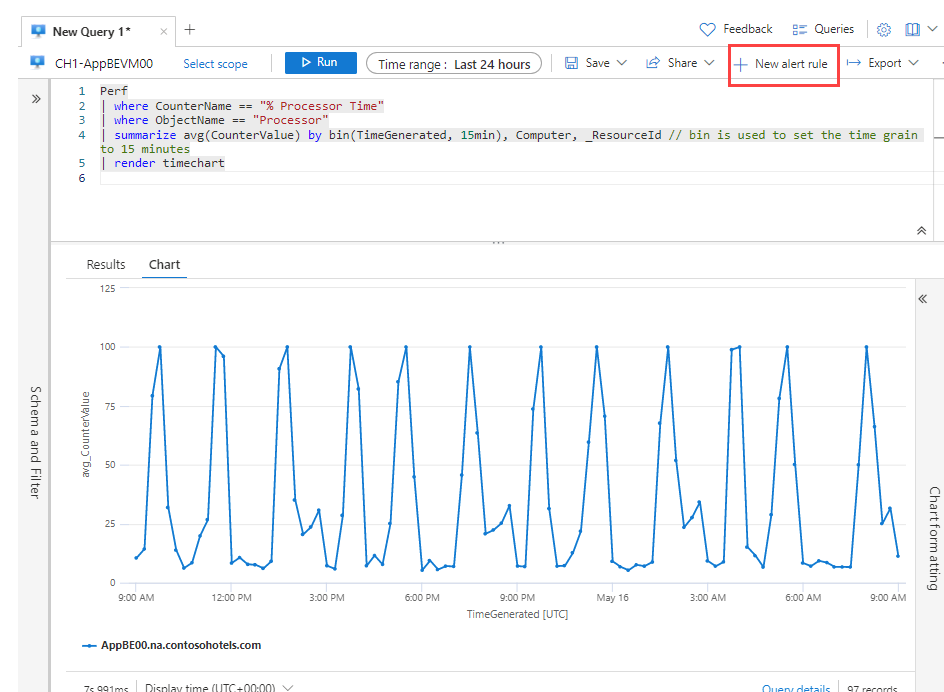 New Query 1*
Feedback
Queries
CH1-AppBEVM00
Select scope
Run
Time range : Last 24 hours
Save
Share
New alert rule
Export
1 Perf
2 | where CounterName == "% Processor Time"
3 | where ObjectName == "Processor"
4 | summarize avg(CounterValue) by bin(TimeGenerated, 15min), Computer, _ResourceId // bin is used to set the time grain
to 15 minutes
5 | render timechart
6
Results
Chart
Schema and Filter
avg_CounterValue
125
100
75
50
25
0
9:00 AM
12:00 PM
3:00 PM
6:00 PM
9:00 PM
May 16
3:00 AM
6:00 AM
9:00 AM
TimeGenerated [UTC]
AppBE00.na.contosohotels.com
Chart formatting
7s 991ms
Display time (UTC+00:00)
Query details
97 records